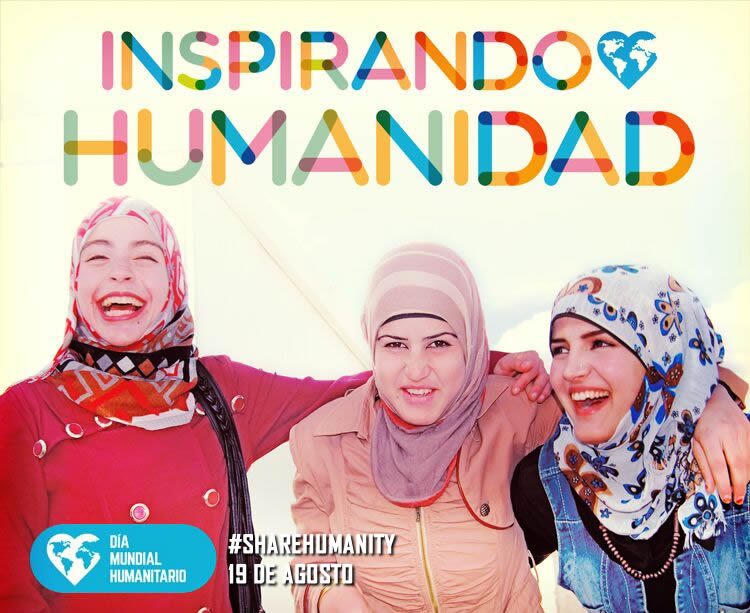 INSPIRANDO
HUMANIDAD
DÍA
MUNDIAL
HUMANITARIO
#SHAREHUMANITY
19 DE AGOSTO